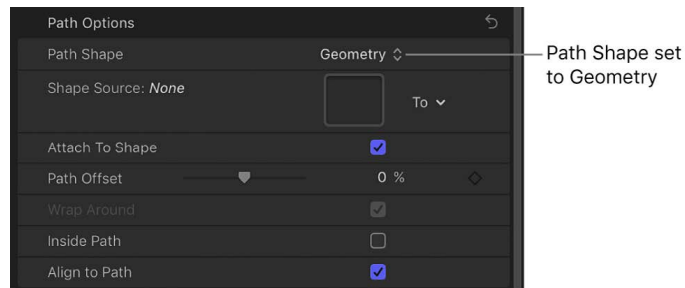 Path Options
Path Shape Geometry
Path Shape set
to Geometry
Shape Source: None
To
Attach To Shape
Path Offset 0 %
Wrap Around
Inside Path
Align to Path